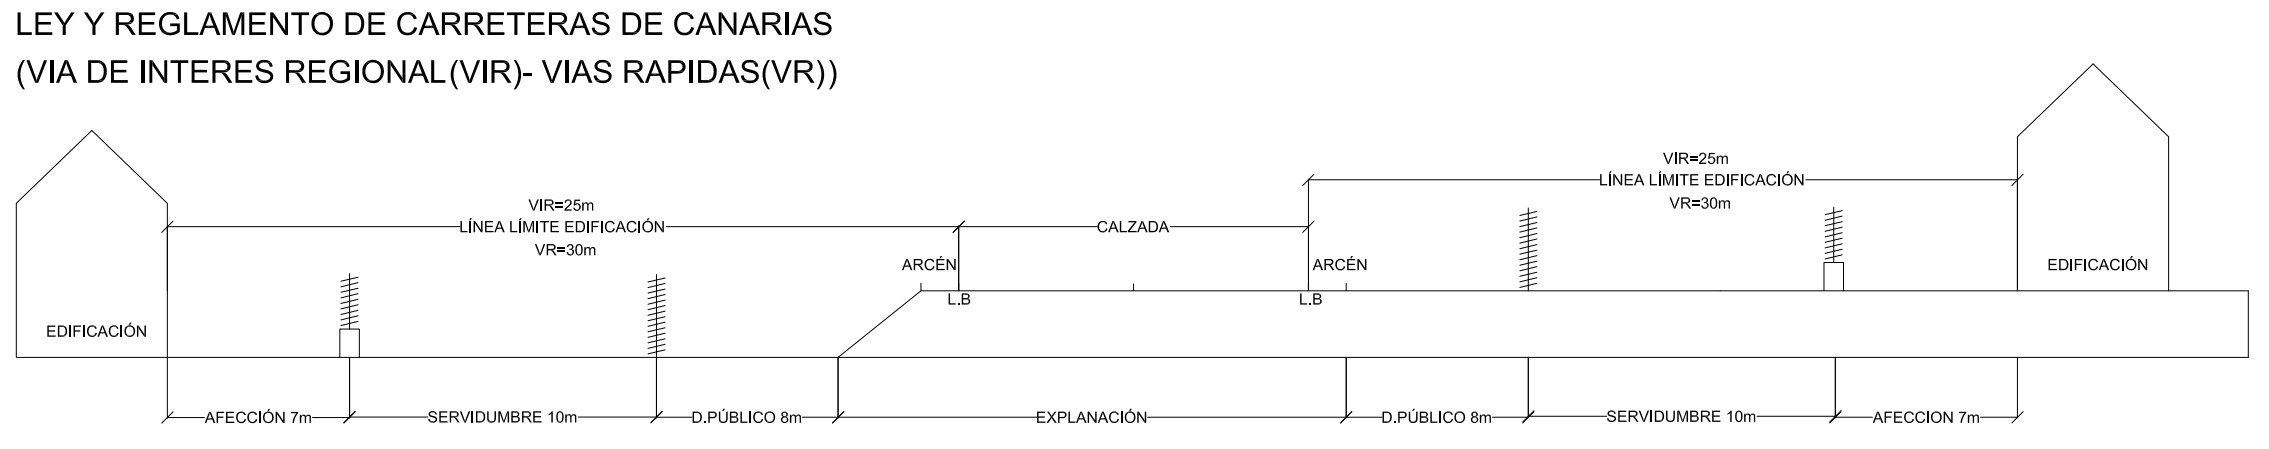 LEY Y REGLAMENTO DE CARRETERAS DE CANARIAS
(VIA DE INTERES REGIONAL(VIR)- VIAS RAPIDAS(VR))
VIR=25m
LÍNEA LÍMITE EDIFICACIÓN
VR=30m
VIR=25m
LÍNEA LÍMITE EDIFICACIÓN
VR=30m
CALZADA
ARCÉN
ARCÉN
EDIFICACIÓN
L.B
L.B
EDIFICACIÓN
AFECCIÓN 7m
SERVIDUMBRE 10m
D.PÚBLICO 8m
EXPLANACIÓN
D.PÚBLICO 8m
SERVIDUMBRE 10m
AFECCION 7m